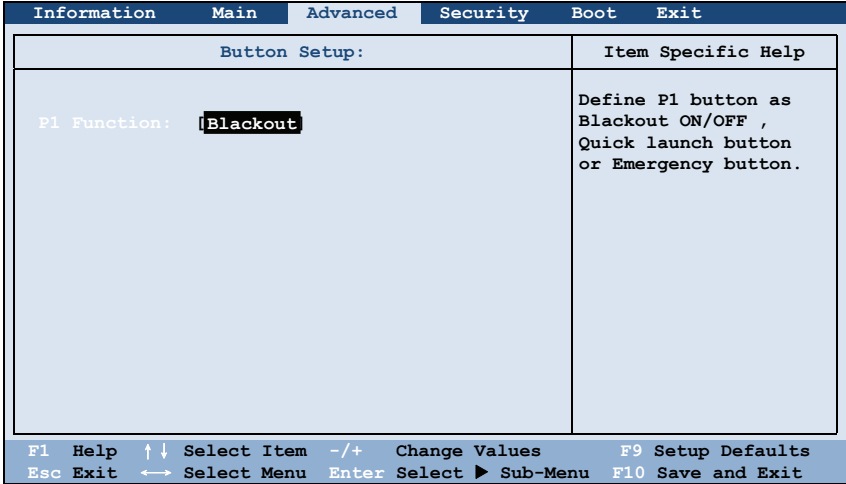 Information Main Advanced Security Boot Exit
Button Setup:
Item Specific Help
P1 Function: [Blackout]
Define P1 button as
Blackout ON/OFF ,
Quick launch button
or Emergency button.
F1 Help ↑↓ Select Item -/+ Change Values F9 Setup Defaults
Esc Exit ←→ Select Menu Enter Select ▶ Sub-Menu F10 Save and Exit